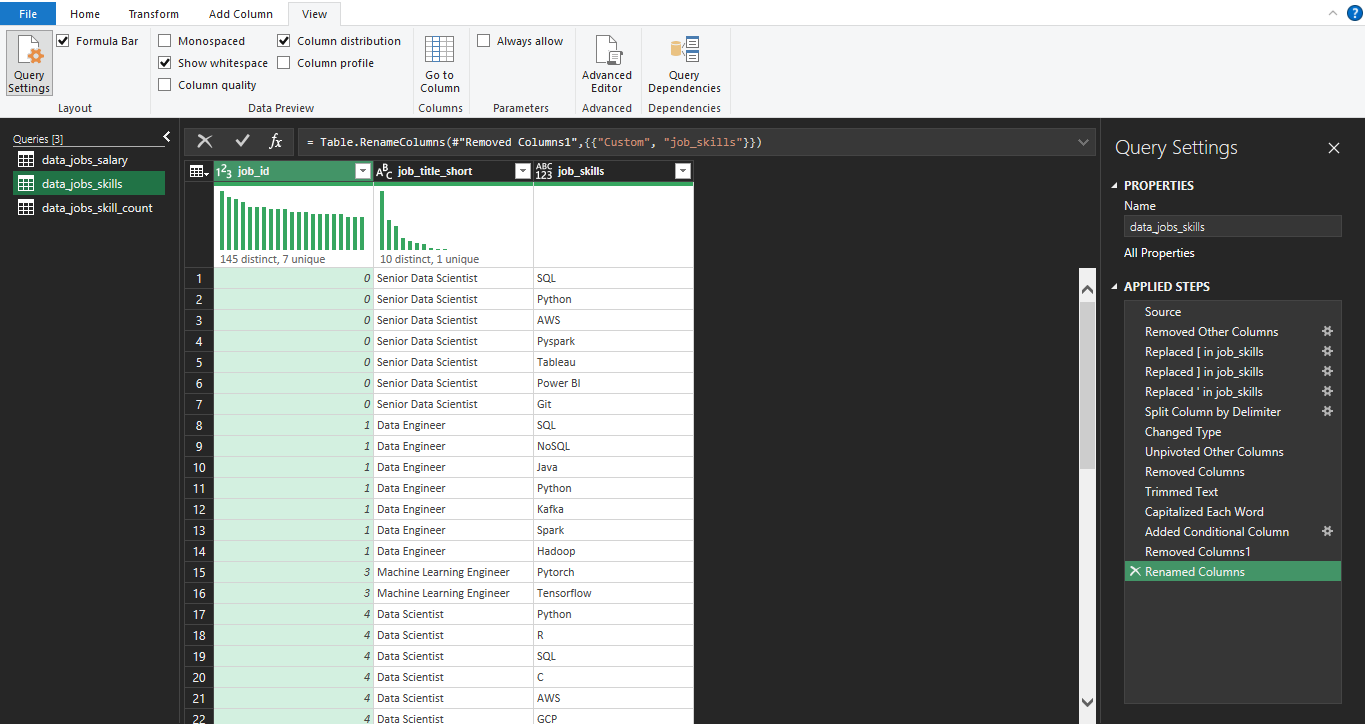 File Home Transform Add Column View
?
Query Settings
Formula Bar
Layout
Monospaced
Show whitespace
Column quality
Column distribution
Column profile
Data Preview
Go to Column
Columns
Always allow
Parameters
Advanced Editor
Advanced
Query Dependencies
Dependencies
Queries [3]
data_jobs_salary
data_jobs_skills
data_jobs_skill_count
fx = Table.RenameColumns(#"Removed Columns1",{{"Custom", "job_skills"}})
123 job_id ABC job_title_short ABC123 job_skills
145 distinct, 7 unique 10 distinct, 1 unique
1 0 Senior Data Scientist SQL
2 0 Senior Data Scientist Python
3 0 Senior Data Scientist AWS
4 0 Senior Data Scientist Pyspark
5 0 Senior Data Scientist Tableau
6 0 Senior Data Scientist Power BI
7 0 Senior Data Scientist Git
8 1 Data Engineer SQL
9 1 Data Engineer NoSQL
10 1 Data Engineer Java
11 1 Data Engineer Python
12 1 Data Engineer Kafka
13 1 Data Engineer Spark
14 1 Data Engineer Hadoop
15 3 Machine Learning Engineer Pytorch
16 3 Machine Learning Engineer Tensorflow
17 4 Data Scientist Python
18 4 Data Scientist R
19 4 Data Scientist SQL
20 4 Data Scientist C
21 4 Data Scientist AWS
22 4 Data Scientist GCP
Query Settings
PROPERTIES
Name
data_jobs_skills
All Properties
APPLIED STEPS
Source
Removed Other Columns
Replaced [ in job_skills
Replaced ] in job_skills
Replaced ' in job_skills
Split Column by Delimiter
Changed Type
Unpivoted Other Columns
Removed Columns
Trimmed Text
Capitalized Each Word
Added Conditional Column
Removed Columns1
Renamed Columns